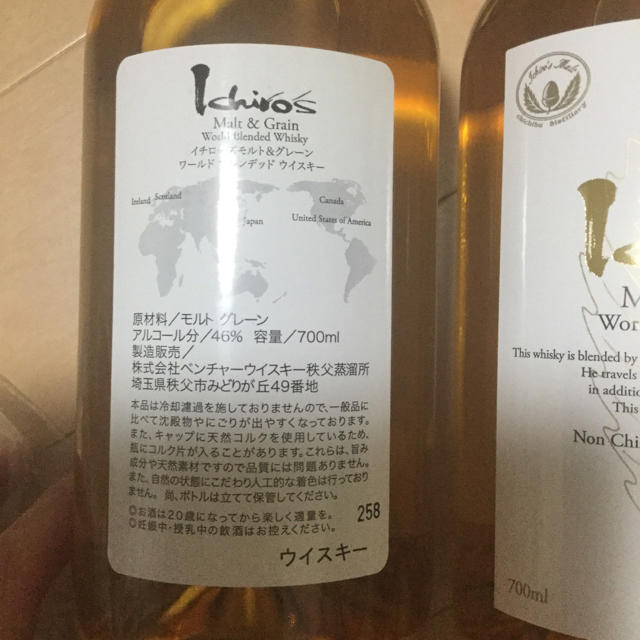 Ichiro's
Malt & Grain
World Blended Whisky
イチローズ モルト&グレーン
ワールド ブレンデッド ウイスキー
Ireland Scotland
Japan
Canada
United States of America
原材料/モルト グレーン
アルコール分/46% 容量/700ml
製造販売/
株式会社ベンチャーウイスキー秩父蒸溜所
埼玉県秩父市みどりが丘49番地
本品は冷却濾過を施しておりませんので、一般品に
比べて沈殿物やにごりが出やすくなっております。
また、キャップに天然コルクを使用しているため、
瓶にコルク片が入ることがあります。これらは、旨み
成分や天然素材ですので品質には問題ありません。
また、自然の状態にこだわり人工的な着色は行っており
ません。 尚、ボトルは立てて保管してください。
◎お酒は20歳になってから楽しく適量を。
◎妊娠中・授乳中の飲酒はお控えください。
258
ウイスキー
Ichiro's Malt
Chichibu Distillery
M
Wor
This whisky is blended by
He travels
in addition
This
Non Chi
700ml